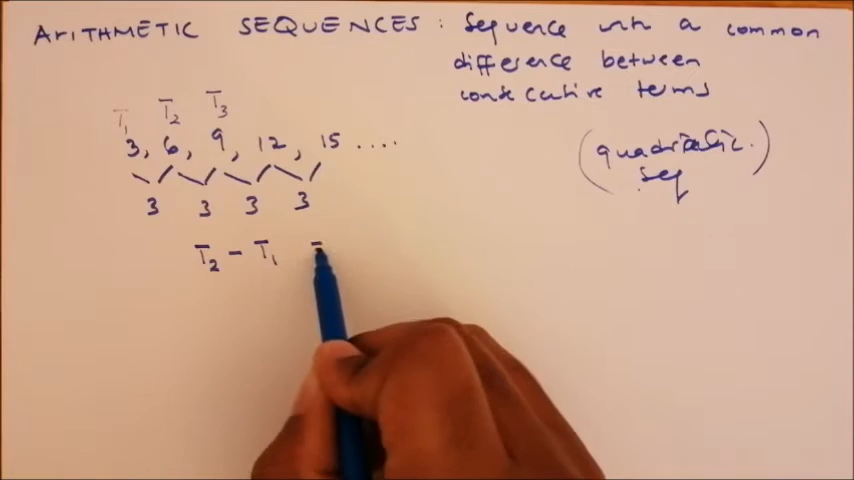 ARITHMETIC SEQUENCES : Sequence with a common
difference between
consecutive terms
T1 T2 T3
3, 6, 9, 12, 15 ....
3 3 3 3
(quadratic.
seq)
T2 - T1 =